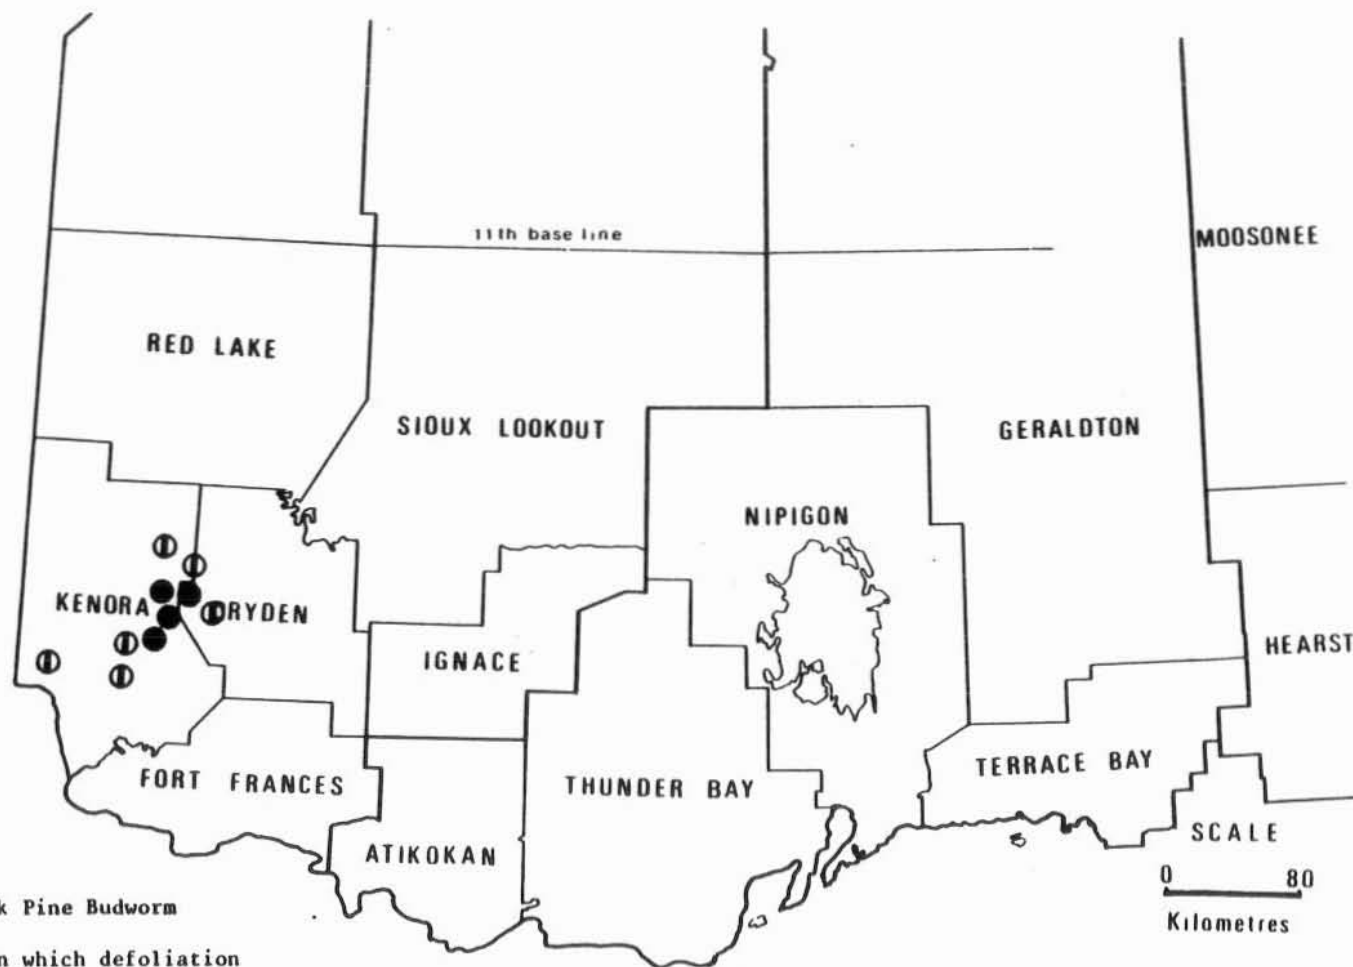 11th base line
MOOSONEE
RED LAKE
SIOUX LOOKOUT
GERALDTON
NIPIGON
KENORA
DRYDEN
IGNACE
HEARST
FORT FRANCES
THUNDER BAY
TERRACE BAY
ATIKOKAN
SCALE
0 80
Kilometres
k Pine Budworm
n which defoliation